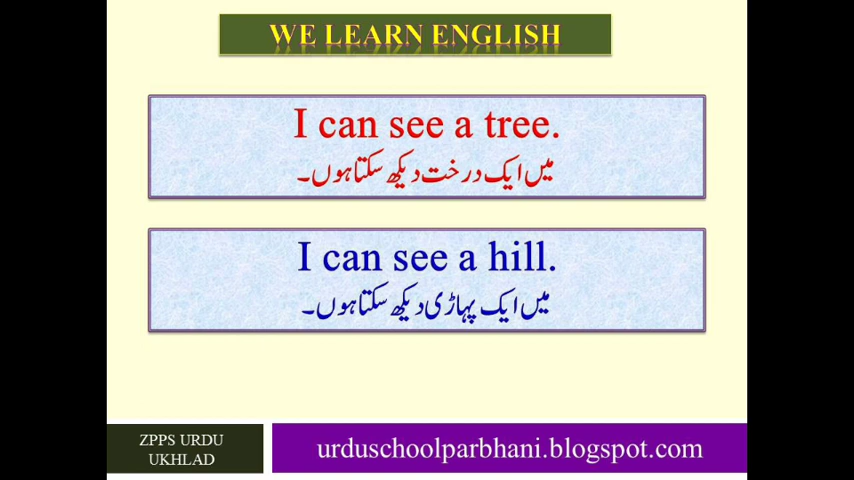 WE LEARN ENGLISH
I can see a tree.
میں ایک درخت دیکھ سکتا ہوں۔
I can see a hill.
میں ایک پہاڑی دیکھ سکتا ہوں۔
ZPPS URDU
UKHLAD
urduschoolparbhani.blogspot.com